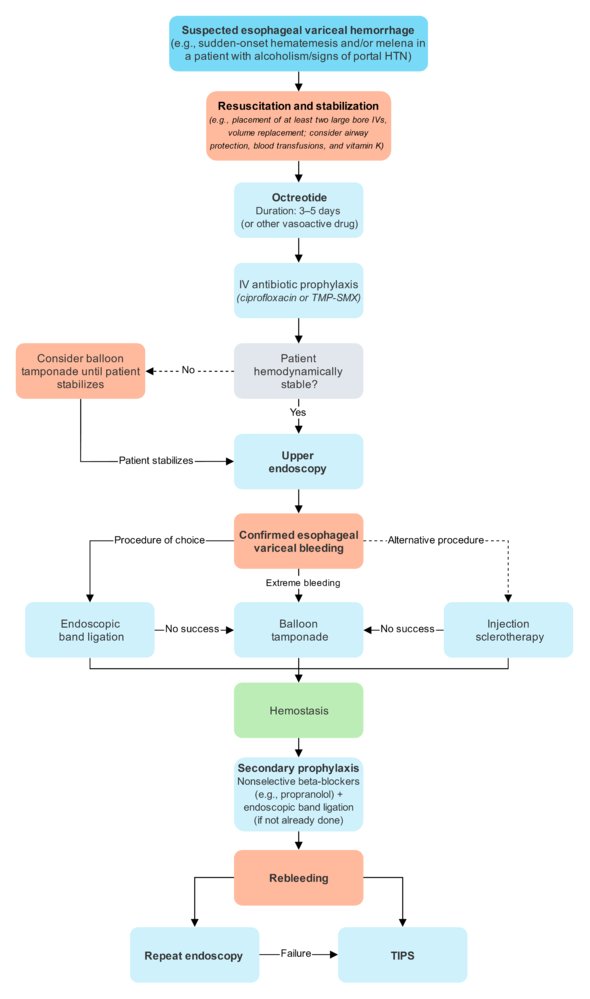 Suspected esophageal variceal hemorrhage
(e.g., sudden-onset hematemesis and/or melena in
a patient with alcoholism/signs of portal HTN)
Resuscitation and stabilization
(e.g., placement of at least two large bore IVs,
volume replacement; consider airway
protection, blood transfusions, and vitamin K)
Octreotide
Duration: 3–5 days
(or other vasoactive drug)
IV antibiotic prophylaxis
(ciprofloxacin or TMP-SMX)
Consider balloon
tamponade until patient
stabilizes
No
Patient
hemodynamically
stable?
Yes
Patient stabilizes
Upper
endoscopy
Confirmed esophageal
variceal bleeding
Procedure of choice
Alternative procedure
Extreme bleeding
Endoscopic
band ligation
No success
Balloon
tamponade
No success
Injection
sclerotherapy
Hemostasis
Secondary prophylaxis
Nonselective beta-blockers
(e.g., propranolol) +
endoscopic band ligation
(if not already done)
Rebleeding
Repeat endoscopy
Failure
TIPS